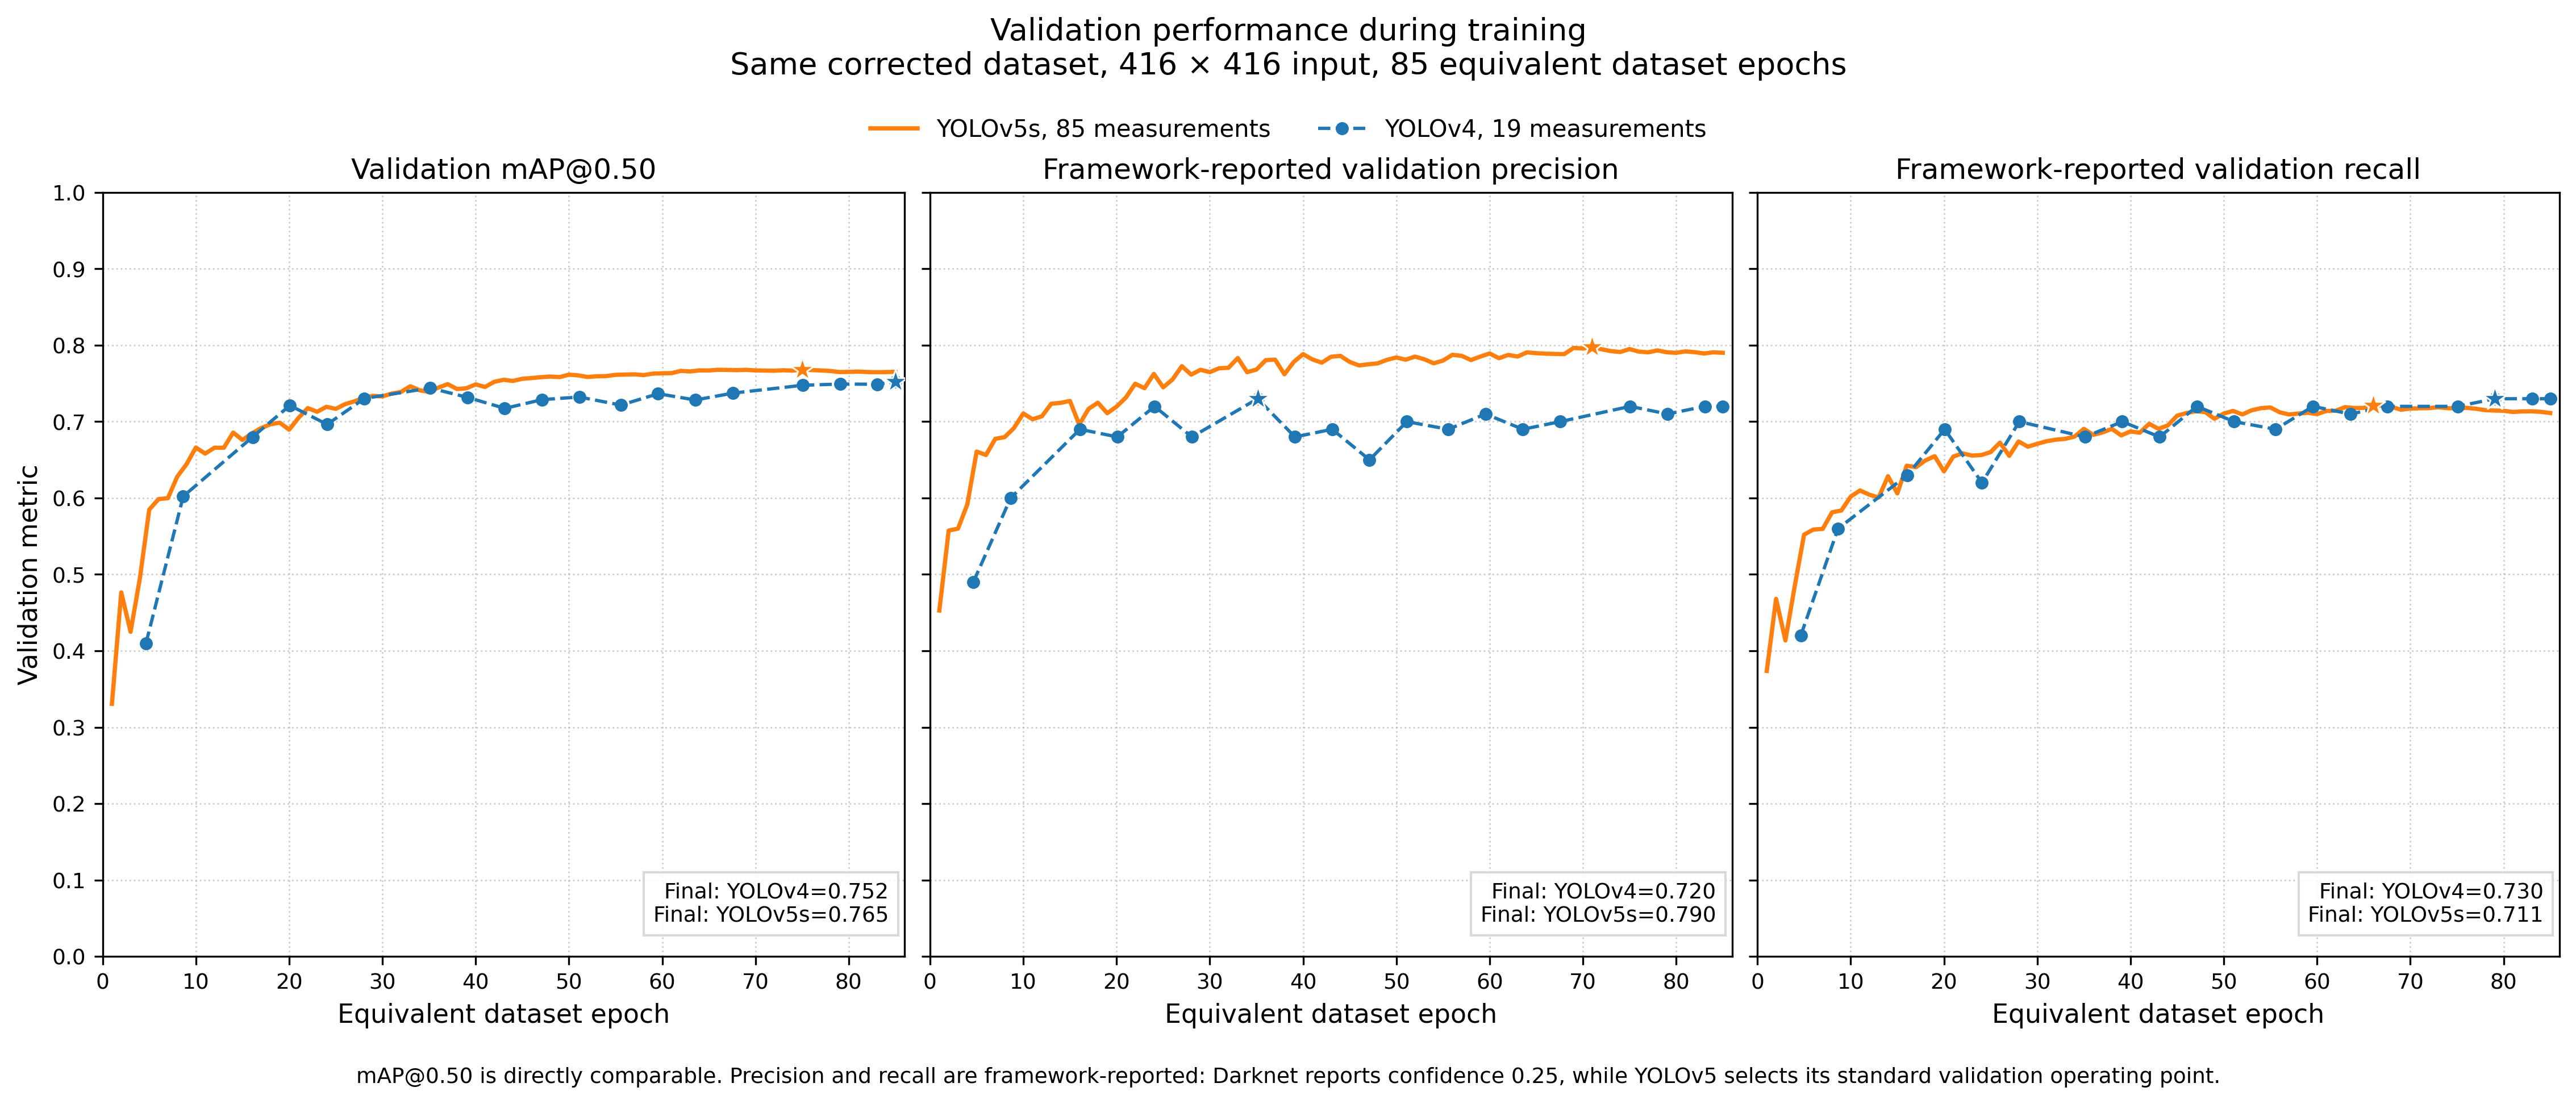 Validation performance during training
Same corrected dataset, 416 × 416 input, 85 equivalent dataset epochs
YOLOv5s, 85 measurements
YOLOv4, 19 measurements
Validation mAP@0.50
Validation metric
1.0
0.9
0.8
0.7
0.6
0.5
0.4
0.3
0.2
0.1
0.0
Final: YOLOv4=0.752
Final: YOLOv5s=0.765
0 10 20 30 40 50 60 70 80
Equivalent dataset epoch
Framework-reported validation precision
Final: YOLOv4=0.720
Final: YOLOv5s=0.790
0 10 20 30 40 50 60 70 80
Equivalent dataset epoch
Framework-reported validation recall
Final: YOLOv4=0.730
Final: YOLOv5s=0.711
0 10 20 30 40 50 60 70 80
Equivalent dataset epoch
mAP@0.50 is directly comparable. Precision and recall are framework-reported: Darknet reports confidence 0.25, while YOLOv5 selects its standard validation operating point.